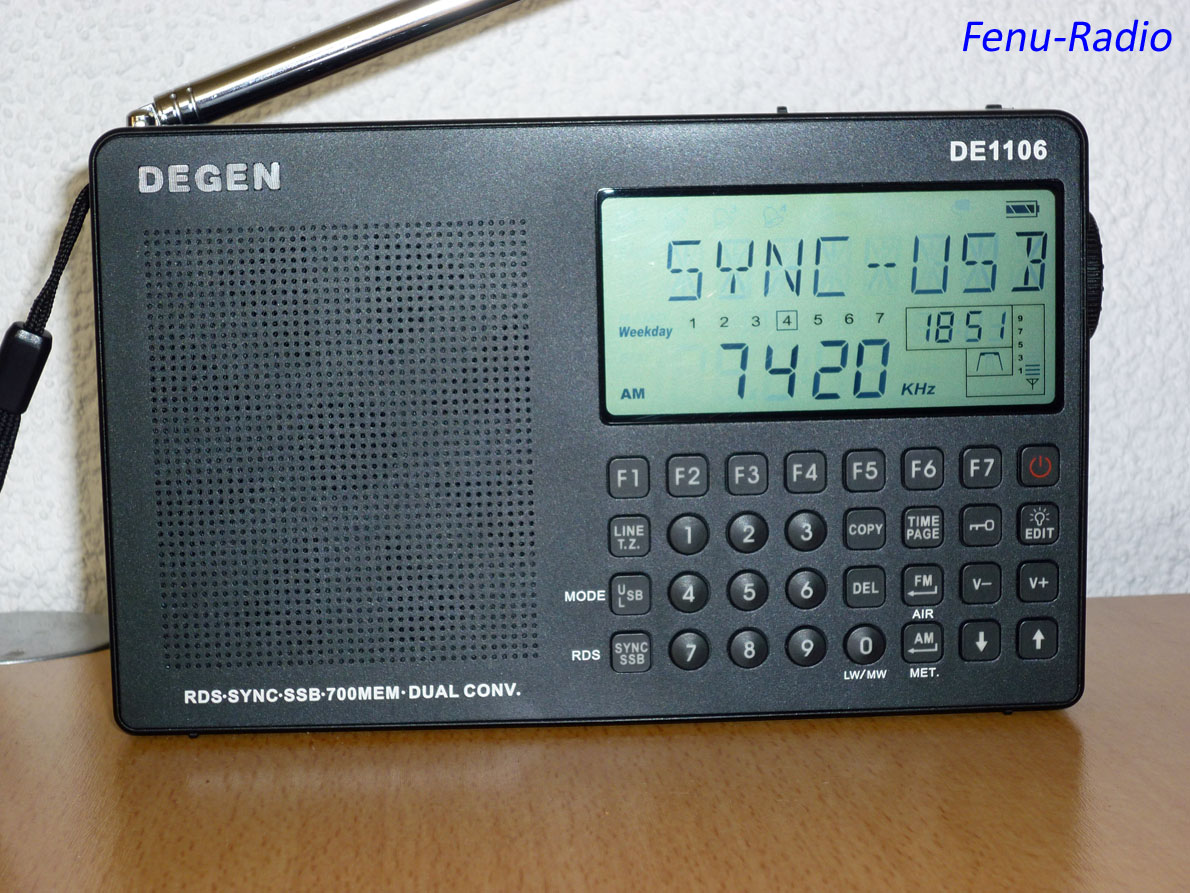 Fenu-Radio
DEGEN
DE1106
SYNC-USB
Weekday 1 2 3 4 5 6 7
1851
9
7
5
3
1
AM 7420 KHz
F1 F2 F3 F4 F5 F6 F7
LINE T.Z. 1 2 3 COPY TIME PAGE EDIT
MODE USB L 4 5 6 DEL FM V– V+
AIR
RDS SYNC SSB 7 8 9 0 AM
LW/MW MET.
RDS·SYNC·SSB·700MEM·DUAL CONV.